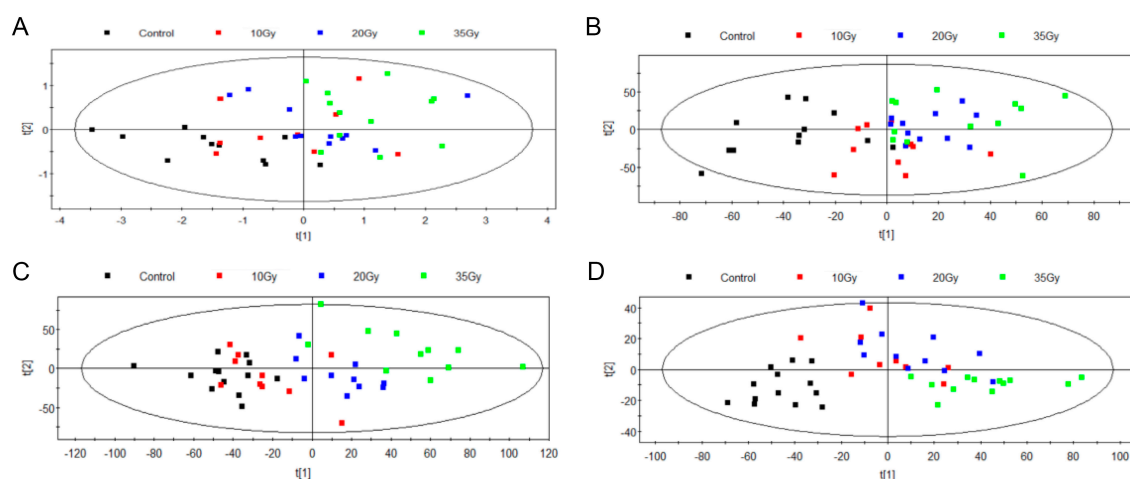 A
Control 10Gy 20Gy 35Gy
t[2]
1
0
-1
-4 -3 -2 -1 0 1 2 3 4
t[1]
B
Control 10Gy 20Gy 35Gy
t[2]
50
0
-50
-80 -60 -40 -20 0 20 40 60 80
t[1]
C
Control 10Gy 20Gy 35Gy
t[2]
50
0
-50
-120 -100 -80 -60 -40 -20 0 20 40 60 80 100 120
t[1]
D
Control 10Gy 20Gy 35Gy
t[2]
40
20
0
-20
-40
-100 -80 -60 -40 -20 0 20 40 60 80 100
t[1]